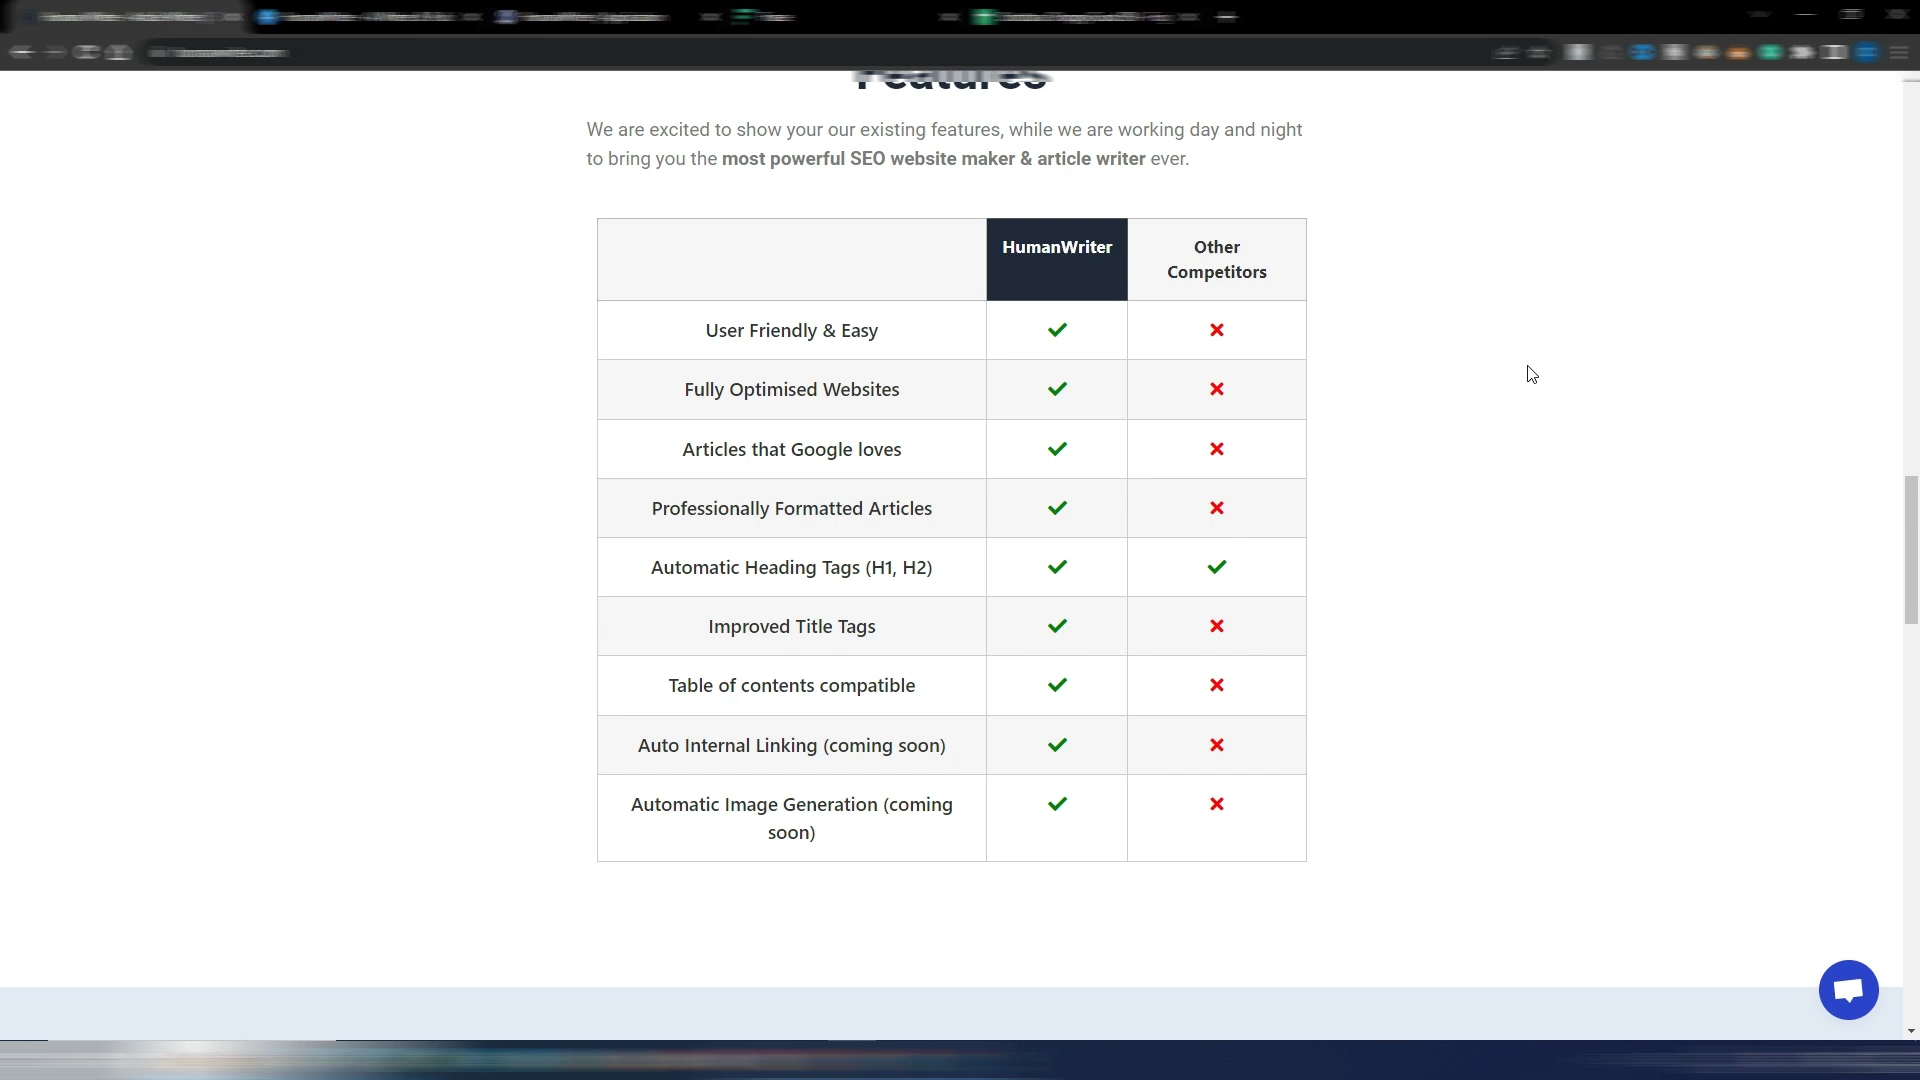 Features
We are excited to show your our existing features, while we are working day and night
to bring you the most powerful SEO website maker & article writer ever.
HumanWriter
Other
Competitors
User Friendly & Easy
Fully Optimised Websites
Articles that Google loves
Professionally Formatted Articles
Automatic Heading Tags (H1, H2)
Improved Title Tags
Table of contents compatible
Auto Internal Linking (coming soon)
Automatic Image Generation (coming
soon)